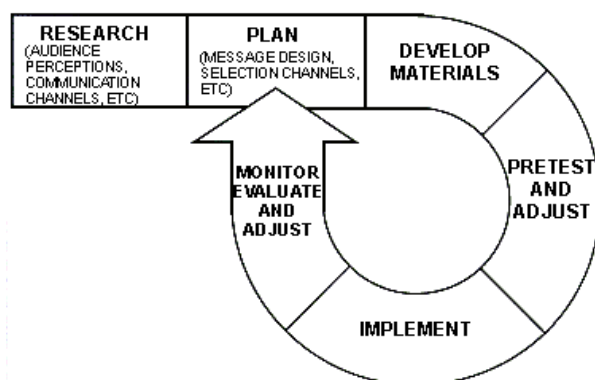 RESEARCH
(AUDIENCE
PERCEPTIONS,
COMMUNICATION
CHANNELS, ETC)
PLAN
(MESSAGE DESIGN,
SELECTION CHANNELS,
ETC)
DEVELOP
MATERIALS
PRETEST
AND
ADJUST
IMPLEMENT
MONITOR
EVALUATE
AND
ADJUST